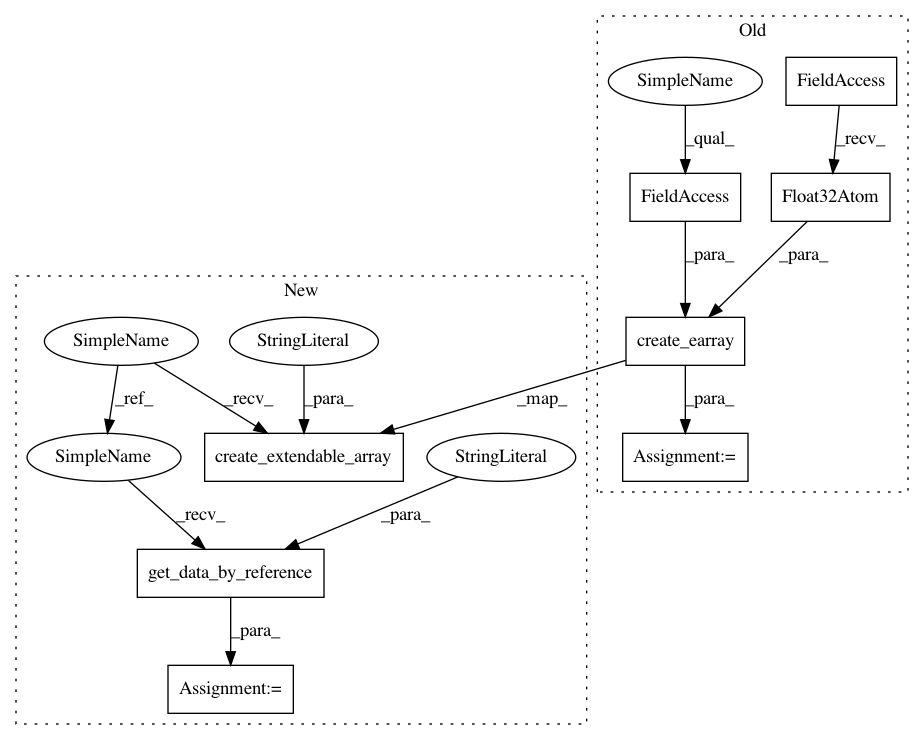 Old
SimpleName
FieldAccess
_qual_
_recv_
FieldAccess
Float32Atom
_para_
_para_
New
SimpleName
StringLiteral
create_earray
_ref_
_recv_
_para_
_map_
_para_
SimpleName
create_extendable_array
StringLiteral
Assignment:=
_recv_
_para_
get_data_by_reference
_para_
Assignment:=